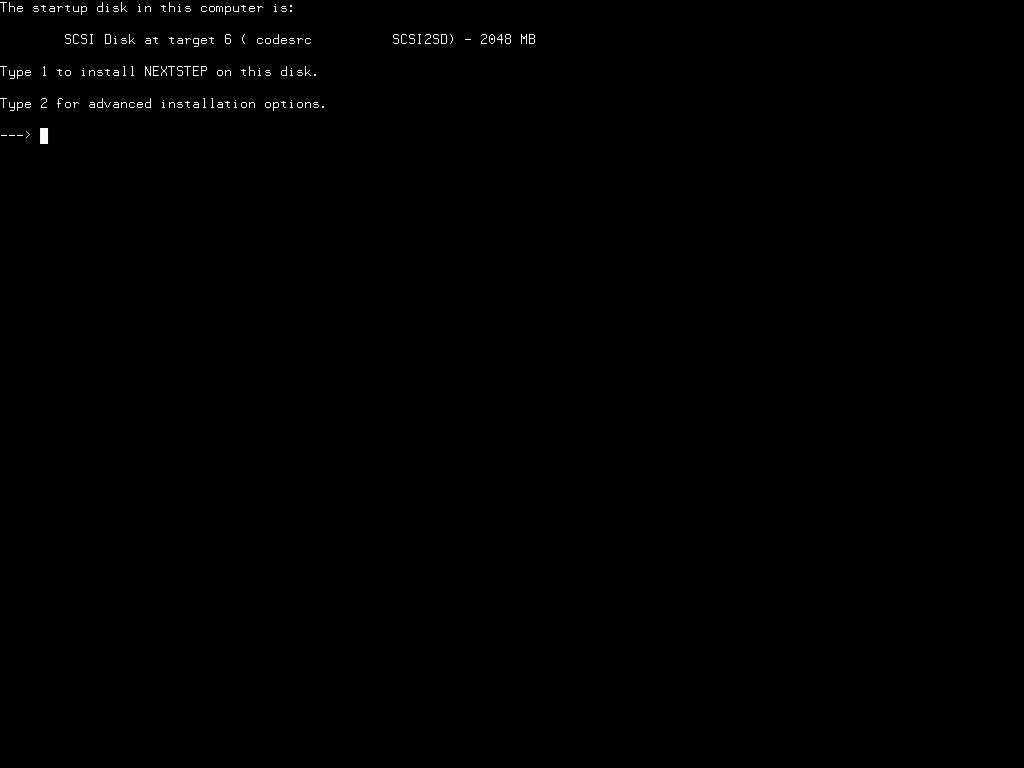 The startup disk in this computer is:
SCSI Disk at target 6 ( codesrc          SCSI2SD) - 2048 MB
Type 1 to install NEXTSTEP on this disk.
Type 2 for advanced installation options.
--->